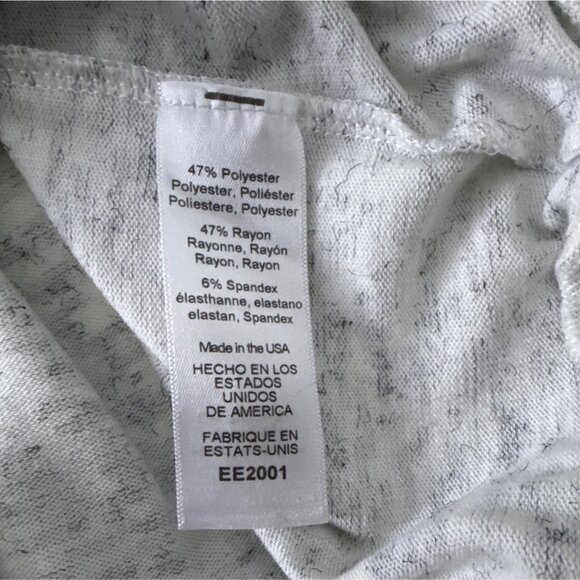 47% Polyester
Polyester, Poliéster
Poliestere, Polyester
47% Rayon
Rayonne, Rayón
Rayon, Rayon
6% Spandex
élasthanne, elastano
elastan, Spandex
Made in the USA
HECHO EN LOS
ESTADOS
UNIDOS
DE AMERICA
FABRIQUE EN
ESTATS-UNIS
EE2001